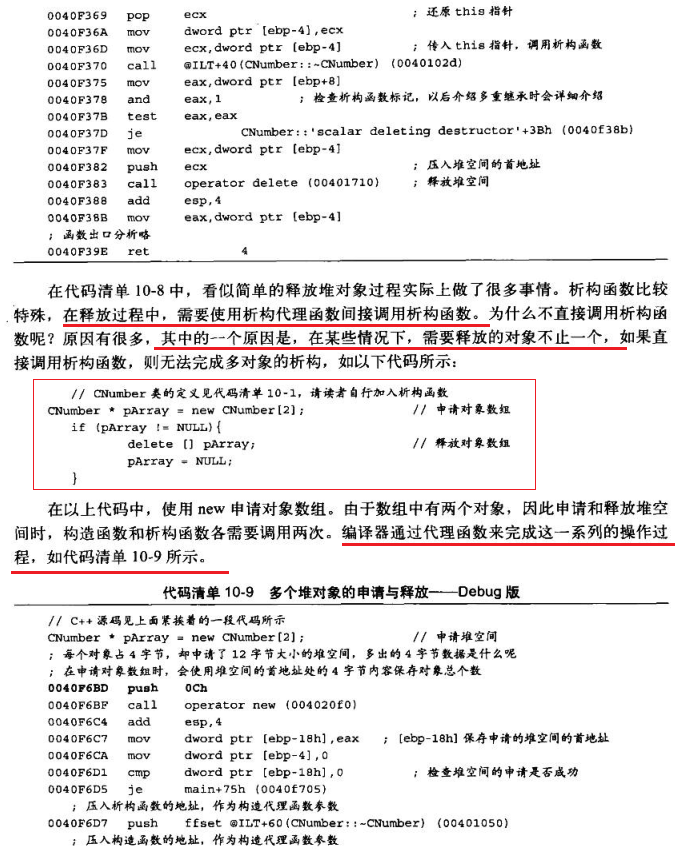 0040F369 pop ecx ; 还原 this 指针
0040F36A mov dword ptr [ebp-4],ecx
0040F36D mov ecx,dword ptr [ebp-4] ; 传入 this 指针，调用析构函数
0040F370 call @ILT+40(CNumber::~CNumber) (0040102d)
0040F375 mov eax,dword ptr [ebp+8]
0040F378 and eax,1 ; 检查析构函数标记，以后介绍多重继承时会详细介绍
0040F37B test eax,eax
0040F37D je CNumber::'scalar deleting destructor'+3Bh (0040f38b)
0040F37F mov ecx,dword ptr [ebp-4]
0040F382 push ecx ; 压入堆空间的首地址
0040F383 call operator delete (00401710) ; 释放堆空间
0040F388 add esp,4
0040F38B mov eax,dword ptr [ebp-4]
; 函数出口分析略
0040F39E ret 4
在代码清单 10-8 中，看似简单的释放堆对象过程实际上做了很多事情。析构函数比较
特殊，在释放过程中，需要使用析构代理函数间接调用析构函数。为什么不直接调用析构函
数呢？原因有很多，其中的一个原因是，在某些情况下，需要释放的对象不止一个，如果直
接调用析构函数，则无法完成多对象的析构，如以下代码所示：
// CNumber 类的定义见代码清单 10-1，请读者自行加入析构函数
CNumber * pArray = new CNumber[2]; // 申请对象数组
if (pArray != NULL){
delete [] pArray; // 释放对象数组
pArray = NULL;
}
在以上代码中，使用 new 申请对象数组。由于数组中有两个对象，因此申请和释放堆空
间时，构造函数和析构函数各需要调用两次。编译器通过代理函数来完成这一系列的操作过
程，如代码清单 10-9 所示。
代码清单 10-9 多个堆对象的申请与释放——Debug 版
// C++ 源码见上面紧挨着的一段代码所示
CNumber * pArray = new CNumber[2]; // 申请堆空间
; 每个对象占 4 字节，却申请了 12 字节大小的堆空间，多出的 4 字节数据是什么呢
; 在申请对象数组时，会使用堆空间的首地址处的 4 字节内容保存对象总个数
0040F6BD push 0Ch
0040F6BF call operator new (004020f0)
0040F6C4 add esp,4
0040F6C7 mov dword ptr [ebp-18h],eax ; [ebp-18h] 保存申请的堆空间的首地址
0040F6CA mov dword ptr [ebp-4],0
0040F6D1 cmp dword ptr [ebp-18h],0 ; 检查堆空间的申请是否成功
0040F6D5 je main+75h (0040f705)
; 压入析构函数的地址，作为构造代理函数参数
0040F6D7 push ffset @ILT+60(CNumber::~CNumber) (00401050)
; 压入构造函数的地址，作为构造代理函数参数